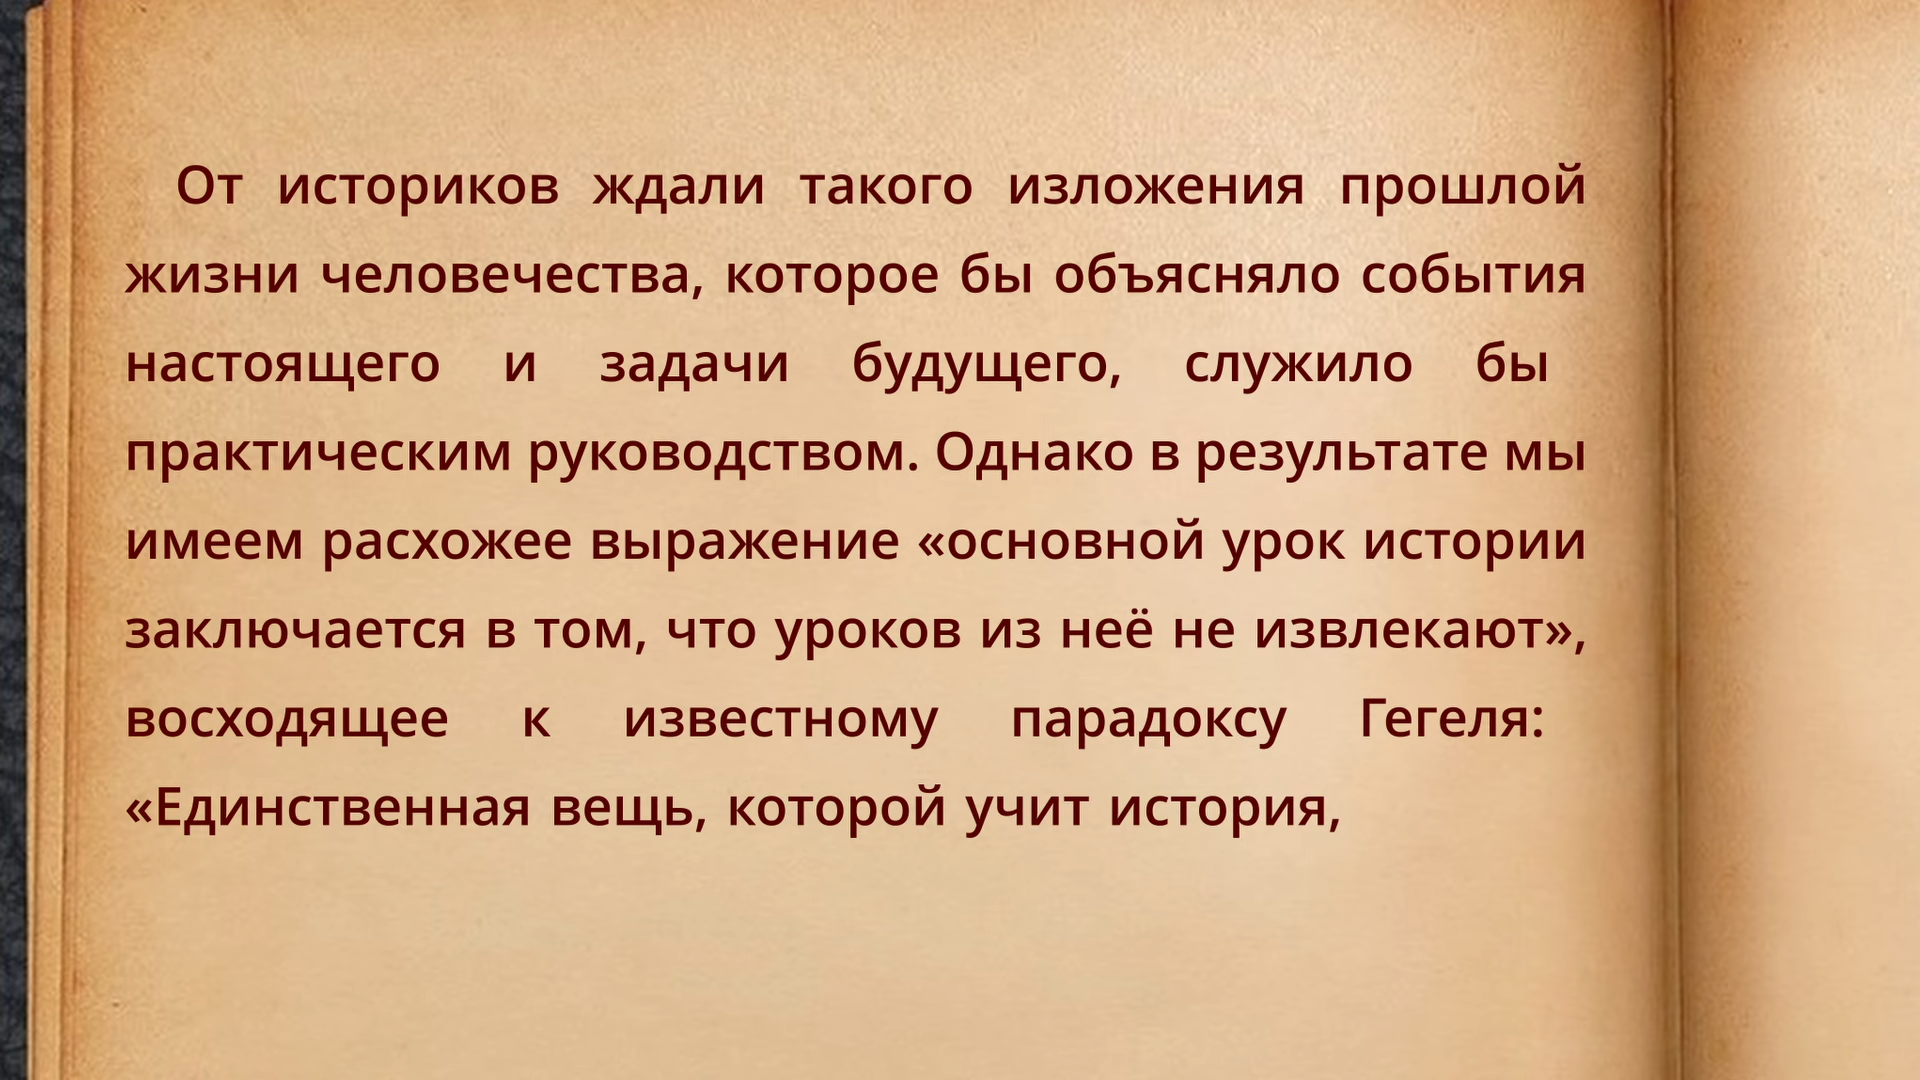 От историков ждали такого изложения прошлой
жизни человечества, которое бы объясняло события
настоящего и задачи будущего, служило бы
практическим руководством. Однако в результате мы
имеем расхожее выражение «основной урок истории
заключается в том, что уроков из неё не извлекают»,
восходящее к известному парадоксу Гегеля:
«Единственная вещь, которой учит история,